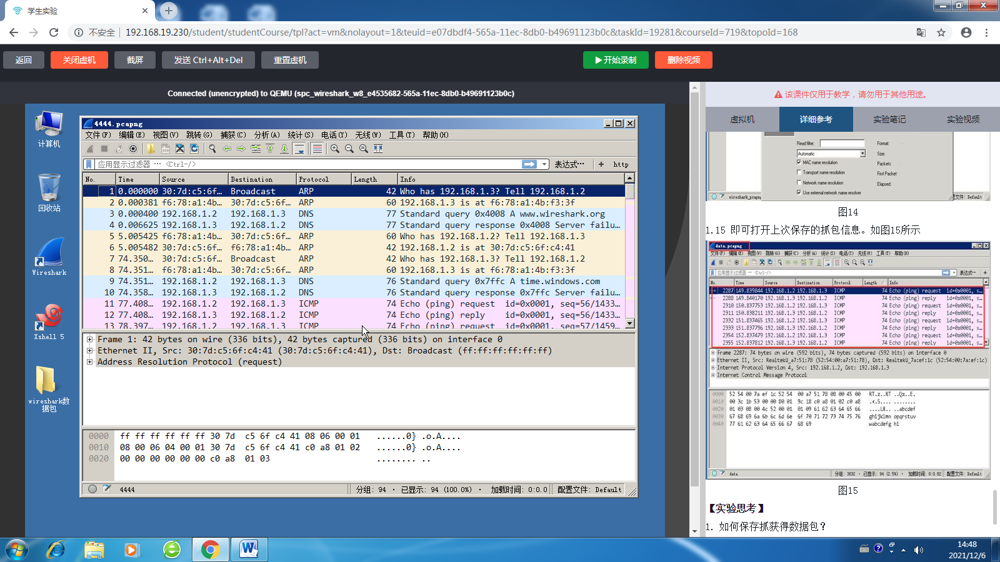 学生实验
不安全 192.168.19.230/student/studentCourse/tpl?act=vm&nolayout=1&teuid=e07dbdf4-565a-11ec-8db0-b49691123b0c&taskId=19281&courseId=719&topoId=168
返回 关闭虚机 截屏 发送 Ctrl+Alt+Del 重置虚机 ▶开始录制 删除视频
Connected (unencrypted) to QEMU (spc_wireshark_w8_e4535682-565a-11ec-8db0-b49691123b0c)
计算机
回收站
Wireshark
Xshell 5
wireshark数
据包
4444.pcapng
文件(F) 编辑(E) 视图(V) 跳转(G) 捕获(C) 分析(A) 统计(S) 电话(Y) 无线(W) 工具(T) 帮助(H)
应用显示过滤器 … <Ctrl-/> 表达式… + http
No. Time Source Destination Protocol Length Info
1 0.000000 30:7d:c5:6f… Broadcast ARP 42 Who has 192.168.1.3? Tell 192.168.1.2
2 0.000381 f6:78:a1:4b… 30:7d:c5:6f… ARP 60 192.168.1.3 is at f6:78:a1:4b:f3:3f
3 0.000400 192.168.1.2 192.168.1.3 DNS 77 Standard query 0x4008 A www.wireshark.org
4 0.006625 192.168.1.3 192.168.1.2 DNS 77 Standard query response 0x4008 Server failu…
5 5.005425 f6:78:a1:4b… 30:7d:c5:6f… ARP 60 Who has 192.168.1.2? Tell 192.168.1.3
6 5.005482 30:7d:c5:6f… f6:78:a1:4b… ARP 42 192.168.1.2 is at 30:7d:c5:6f:c4:41
7 74.350… 30:7d:c5:6f… Broadcast ARP 42 Who has 192.168.1.3? Tell 192.168.1.2
8 74.351… f6:78:a1:4b… 30:7d:c5:6f… ARP 60 192.168.1.3 is at f6:78:a1:4b:f3:3f
9 74.351… 192.168.1.2 192.168.1.3 DNS 76 Standard query 0x7ffc A time.windows.com
10 74.358… 192.168.1.3 192.168.1.2 DNS 76 Standard query response 0x7ffc Server failu…
11 77.408… 192.168.1.2 192.168.1.3 ICMP 74 Echo (ping) request id=0x0001, seq=56/1433…
12 77.408… 192.168.1.3 192.168.1.2 ICMP 74 Echo (ping) reply id=0x0001, seq=56/1433…
13 78.397… 192.168.1.2 192.168.1.3 ICMP 74 Echo (ping) request id=0x0001, seq=57/1459…
Frame 1: 42 bytes on wire (336 bits), 42 bytes captured (336 bits) on interface 0
Ethernet II, Src: 30:7d:c5:6f:c4:41 (30:7d:c5:6f:c4:41), Dst: Broadcast (ff:ff:ff:ff:ff:ff)
Address Resolution Protocol (request)
0000 ff ff ff ff ff ff 30 7d c5 6f c4 41 08 06 00 01 ......0} .o.A....
0010 08 00 06 04 00 01 30 7d c5 6f c4 41 c0 a8 01 02 ......0} .o.A....
0020 00 00 00 00 00 00 c0 a8 01 03 ........ ..
4444 分组: 94 · 已显示: 94 (100.0%) · 加载时间: 0:0.0 配置文件: Default
该课件仅用于教学，请勿用于其他用途。
虚拟机 详细参考 实验笔记 实验视频
Read filter: Format:
Automatic Size:
MAC name resolution Packets:
Transport name resolution First Packet:
Network name resolution Elapsed:
Use external network name resolver
wireshark_pcapng 文件: Default
图14
1.15 即可打开上次保存的抓包信息。如图15所示
data.pcapng
文件(F) 编辑(E) 视图(V) 跳转(G) 捕获(C) 分析(A) 统计(S) 电话(Y) 无线(W) 工具(T) 帮助(H)
应用显示过滤器 … <Ctrl-/> 表达式… +
No. Time Source Destination Protocol Length Info
2287 149.839844 192.168.1.2 192.168.1.3 ICMP 74 Echo (ping) request id=0x0001, s…
2288 149.840170 192.168.1.3 192.168.1.2 ICMP 74 Echo (ping) reply id=0x0001, s…
2310 150.837753 192.168.1.2 192.168.1.3 ICMP 74 Echo (ping) request id=0x0001, s…
2311 150.838211 192.168.1.3 192.168.1.2 ICMP 74 Echo (ping) reply id=0x0001, s…
2332 151.837465 192.168.1.2 192.168.1.3 ICMP 74 Echo (ping) request id=0x0001, s…
2333 151.837796 192.168.1.3 192.168.1.2 ICMP 74 Echo (ping) reply id=0x0001, s…
2354 152.837479 192.168.1.2 192.168.1.3 ICMP 74 Echo (ping) request id=0x0001, s…
2355 152.837812 192.168.1.3 192.168.1.2 ICMP 74 Echo (ping) reply id=0x0001, s…
Frame 2287: 74 bytes on wire (592 bits), 74 bytes captured (592 bits) on interface 0
Ethernet II, Src: RealtekU_a7:51:78 (52:54:00:a7:51:78), Dst: RealtekU_7a:ef:1c (52:54:00:7a:ef:1c)
Internet Protocol Version 4, Src: 192.168.1.2, Dst: 192.168.1.3
Internet Control Message Protocol
0000 52 54 00 7a ef 1c 52 54 00 a7 51 78 08 00 45 00 RT.z..RT ..Qx..E.
0010 00 3c 1b 53 00 00 80 01 9c 18 c0 a8 01 02 c0 a8 .<.S.... ........
0020 01 03 08 00 4c 52 00 01 01 09 61 62 63 64 65 66 ....LR.. ..abcdef
0030 67 68 69 6a 6b 6c 6d 6e 6f 70 71 72 73 74 75 76 ghijklmn opqrstuv
0040 77 61 62 63 64 65 66 67 68 69 wabcdefg hi
data 分组: 3832 · 已显示: 94 (2.5%) · 加载时间: 0:0.82 配置文件: Default
图15
【实验思考】
1. 如何保存抓获得数据包？
14:48
2021/12/6